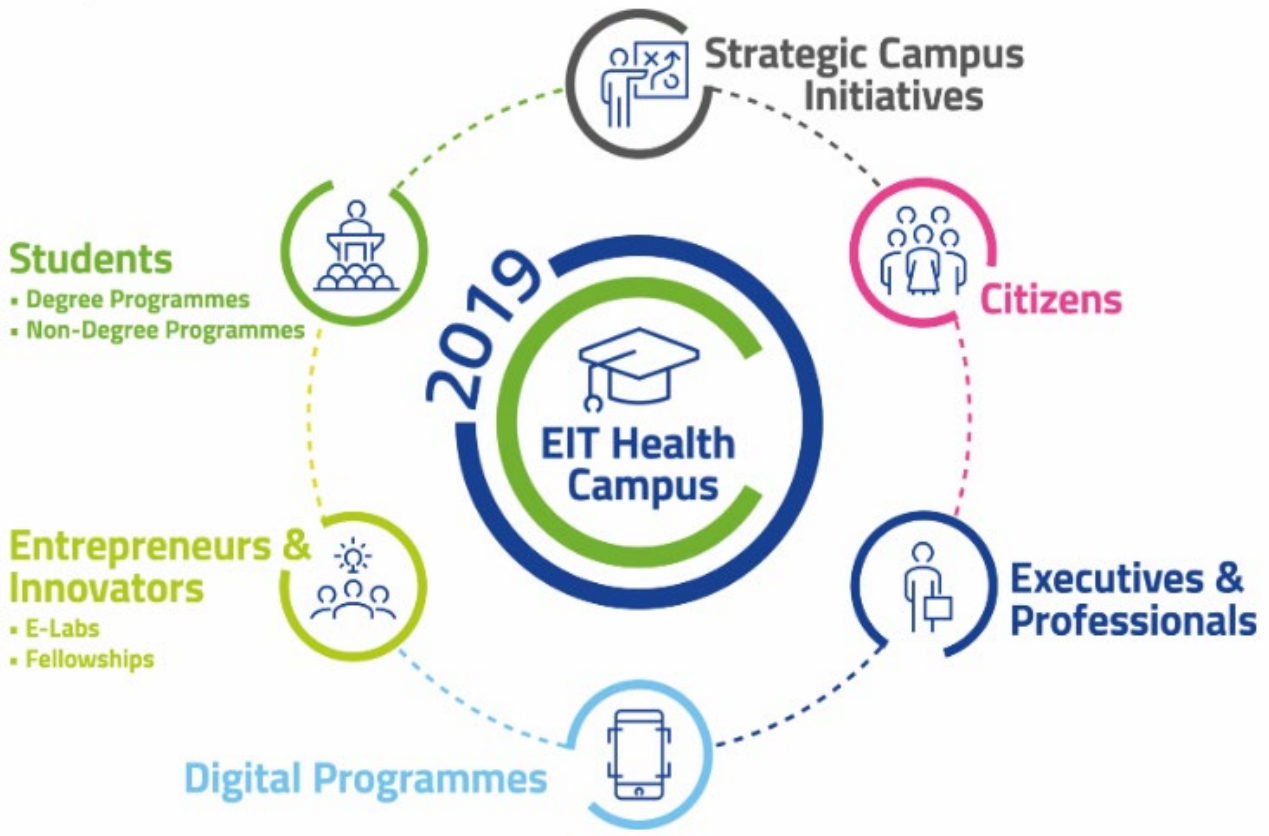 Strategic Campus
Initiatives
Citizens
Executives &
Professionals
Digital Programmes
Entrepreneurs &
Innovators
▪ E-Labs
▪ Fellowships
Students
▪ Degree Programmes
▪ Non-Degree Programmes
2019
EIT Health
Campus